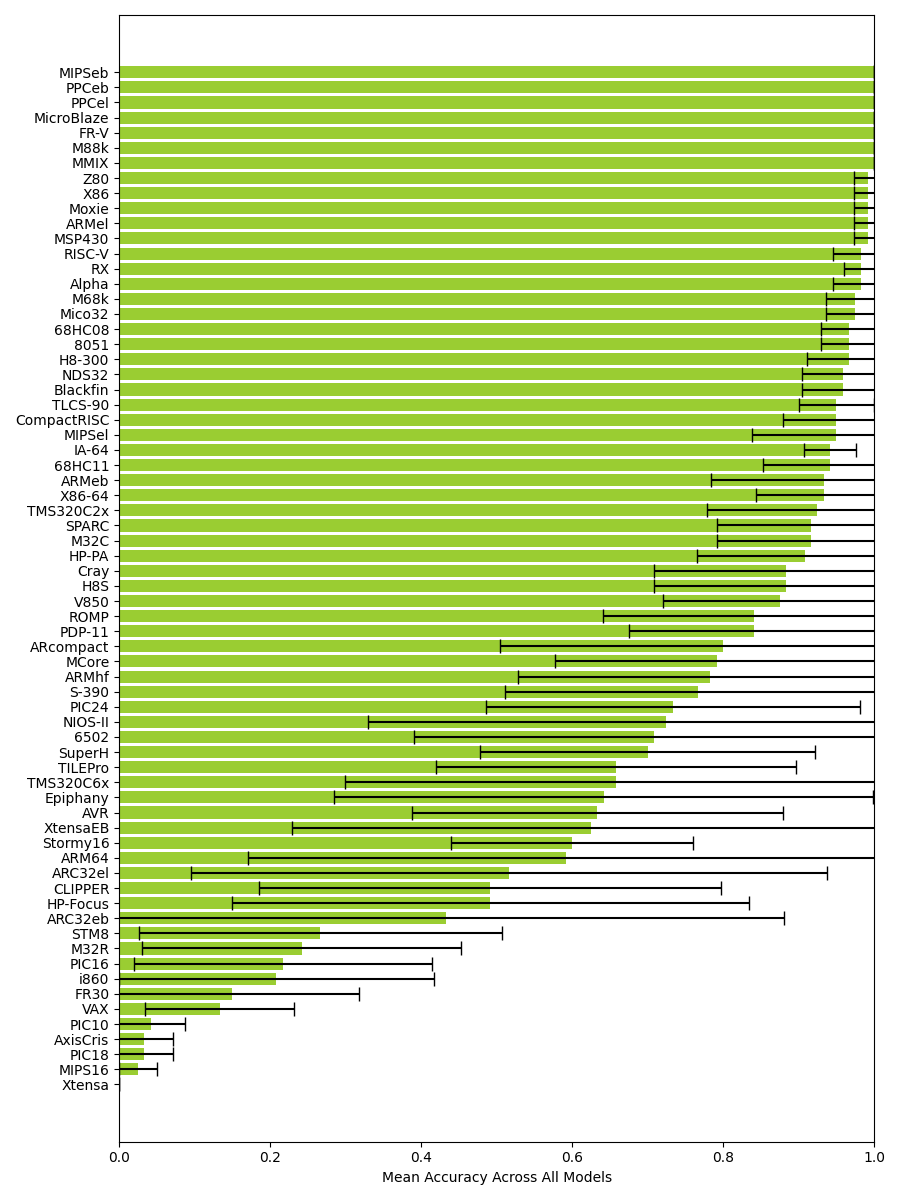 MIPSeb
PPCeb
PPCel
MicroBlaze
FR-V
M88k
MMIX
Z80
X86
Moxie
ARMel
MSP430
RISC-V
RX
Alpha
M68k
Mico32
68HC08
8051
H8-300
NDS32
Blackfin
TLCS-90
CompactRISC
MIPSel
IA-64
68HC11
ARMeb
X86-64
TMS320C2x
SPARC
M32C
HP-PA
Cray
H8S
V850
ROMP
PDP-11
ARcompact
MCore
ARMhf
S-390
PIC24
NIOS-II
6502
SuperH
TILEPro
TMS320C6x
Epiphany
AVR
XtensaEB
Stormy16
ARM64
ARC32el
CLIPPER
HP-Focus
ARC32eb
STM8
M32R
PIC16
i860
FR30
VAX
PIC10
AxisCris
PIC18
MIPS16
Xtensa
0.0 0.2 0.4 0.6 0.8 1.0
Mean Accuracy Across All Models